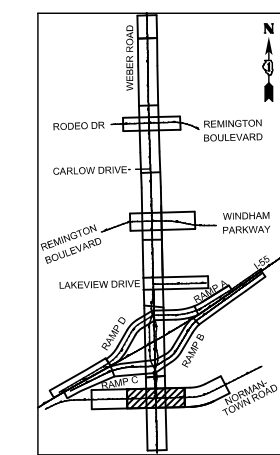 WEBER ROAD
N
RODEO DR
REMINGTON
BOULEVARD
CARLOW DRIVE
REMINGTON
BOULEVARD
WINDHAM
PARKWAY
LAKEVIEW DRIVE
I-55
RAMP A
RAMP D
RAMP B
RAMP C
NORMAN-
TOWN ROAD